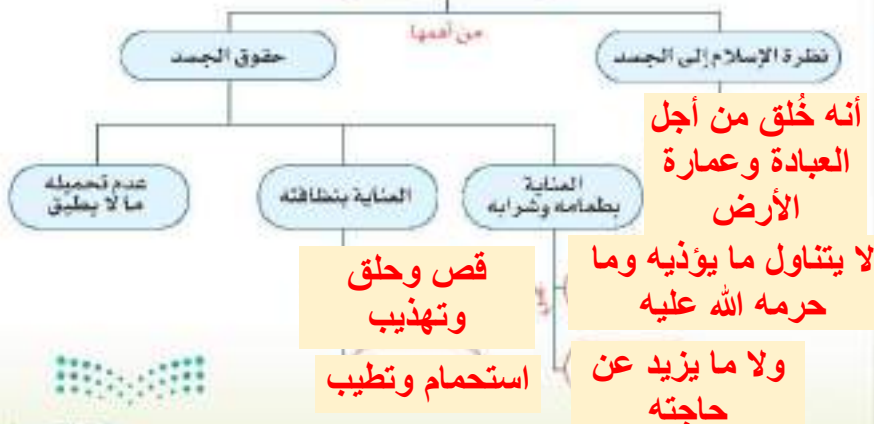 من أهمها
نظرة الإسلام إلى الجسد
حقوق الجسد
أنه خُلق من أجل
العبادة وعمارة
الأرض
العناية
بطعامه وشرابه
العناية بنظافته
عدم تحميله
ما لا يطيق
لا يتناول ما يؤذيه وما
حرمه الله عليه
ولا ما يزيد عن
حاجته
قص وحلق
وتهذيب
استحمام وتطيب